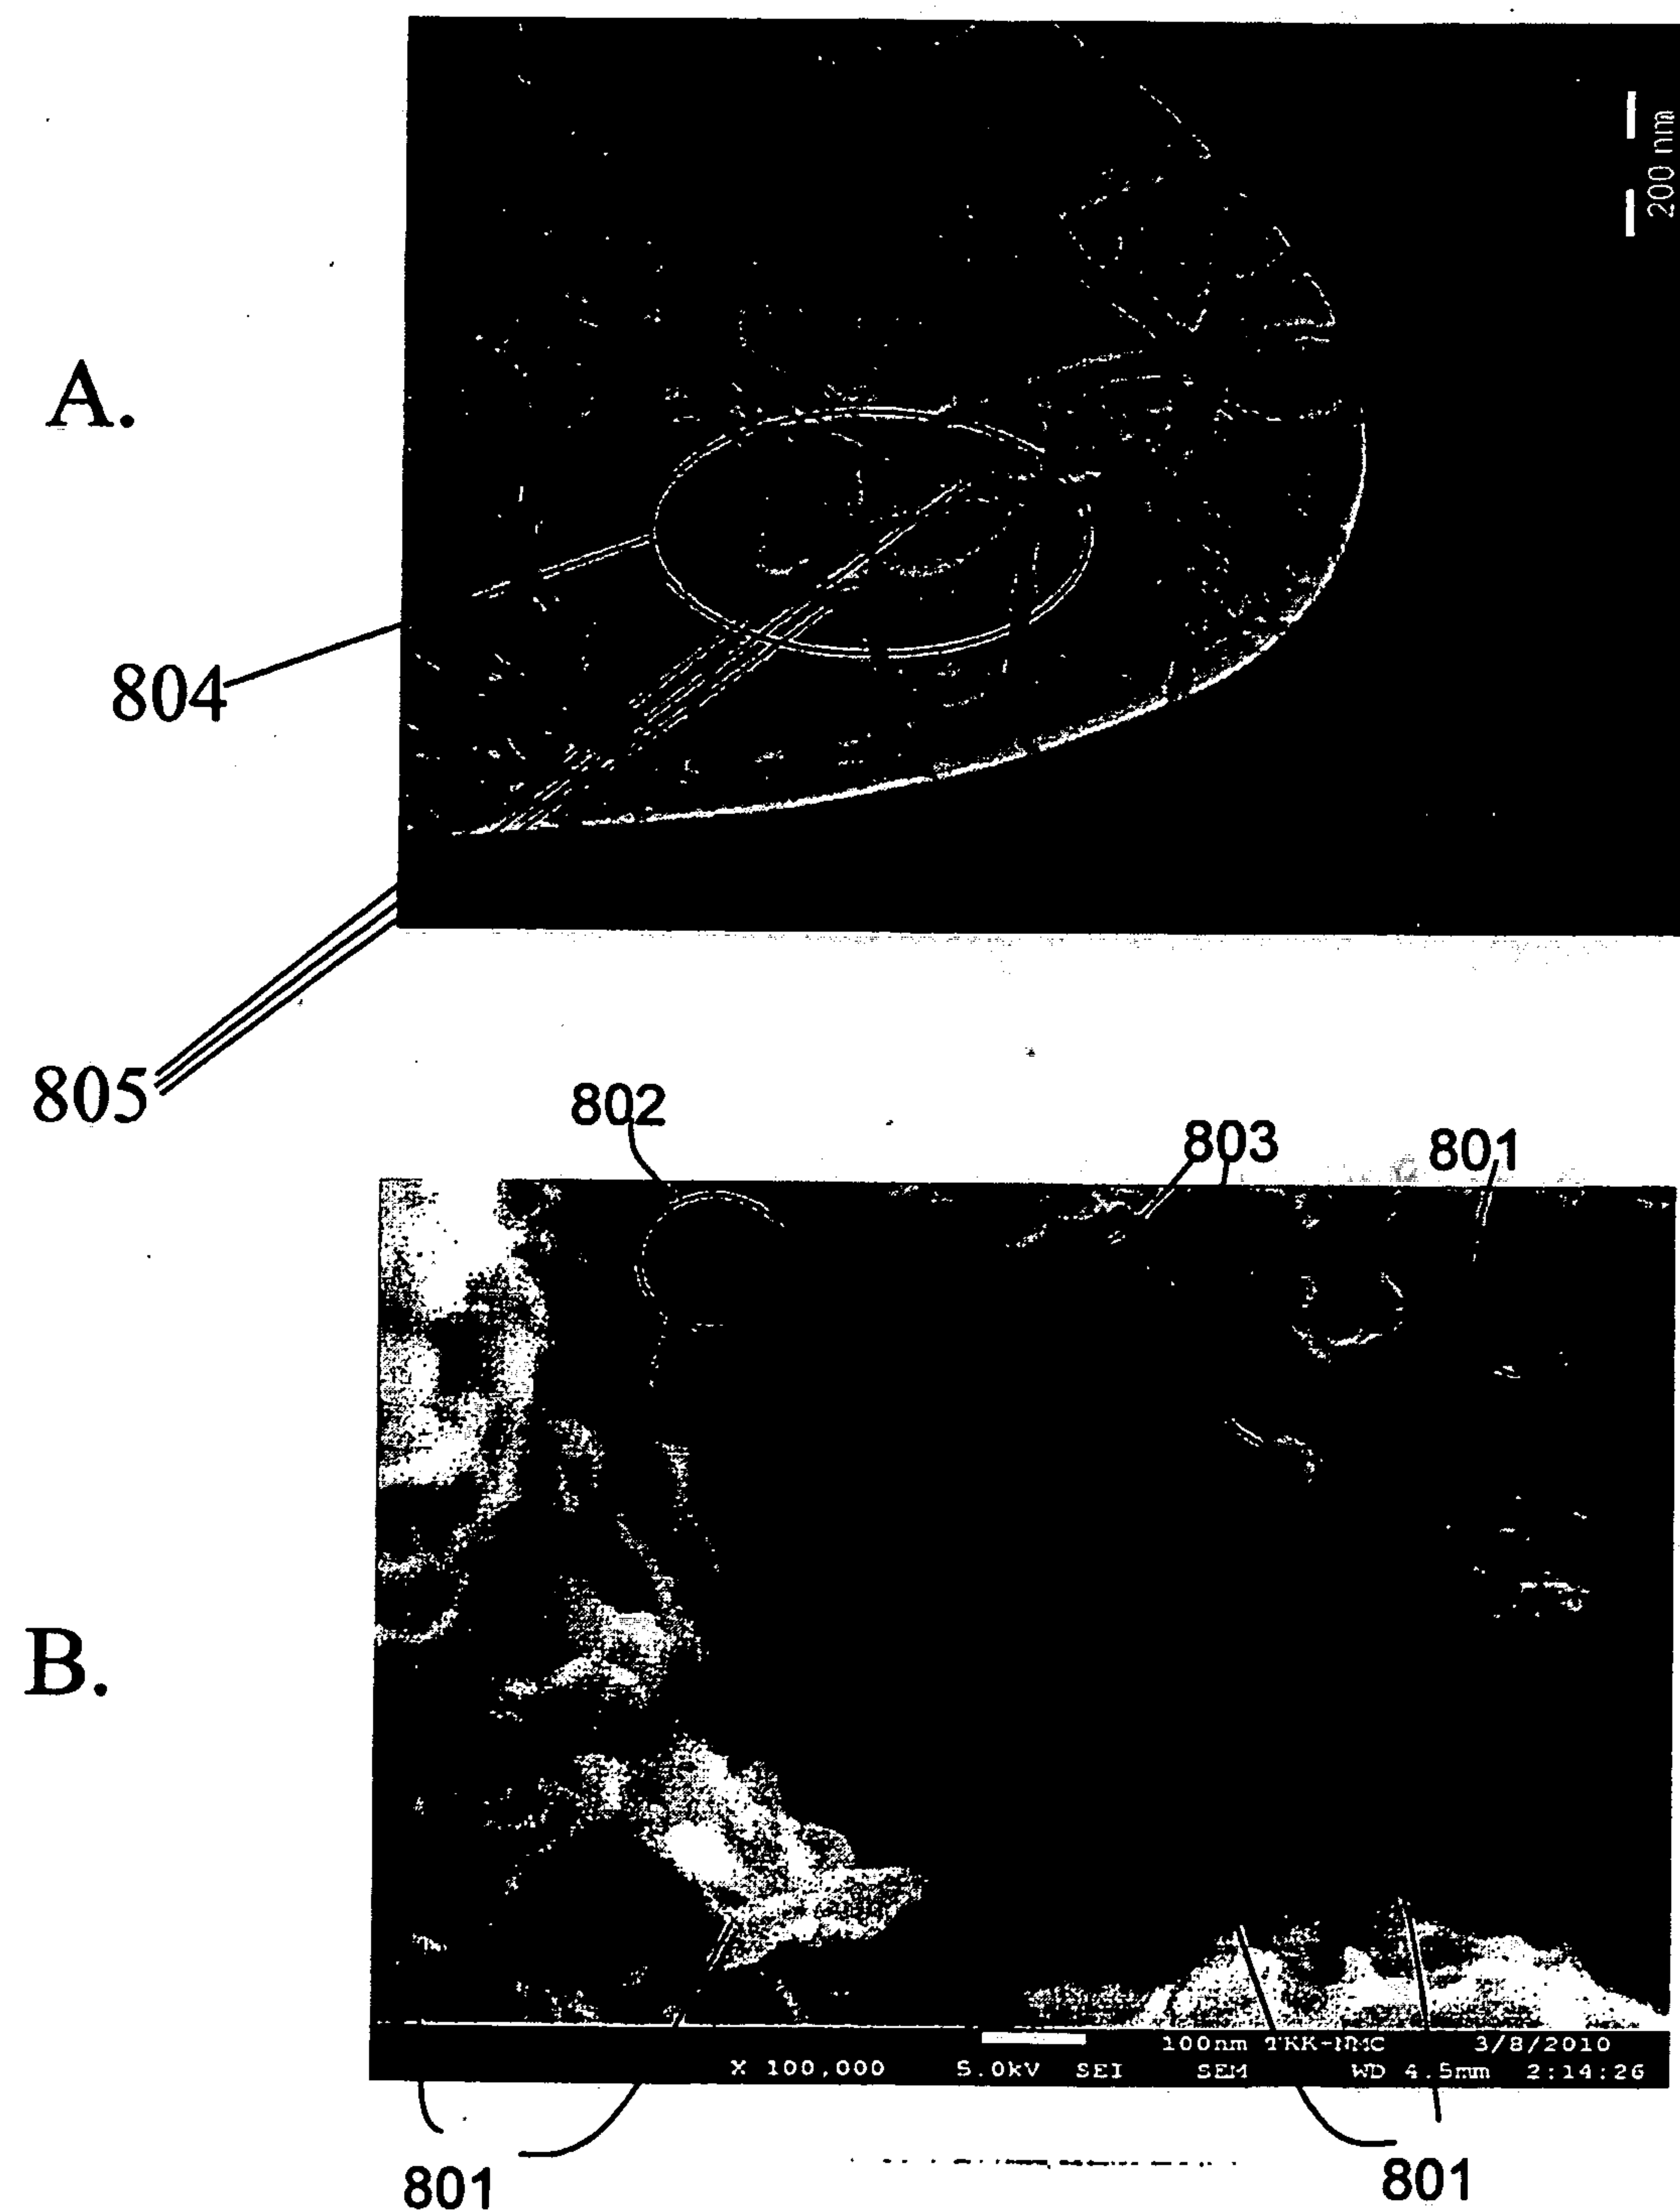 200 nm
A.
804
805
802
803
801
B.
100nm TKK-NMC 3/8/2010
X 100,000 5.0kV SEI SEM WD 4.5mm 2:14:26
801
801